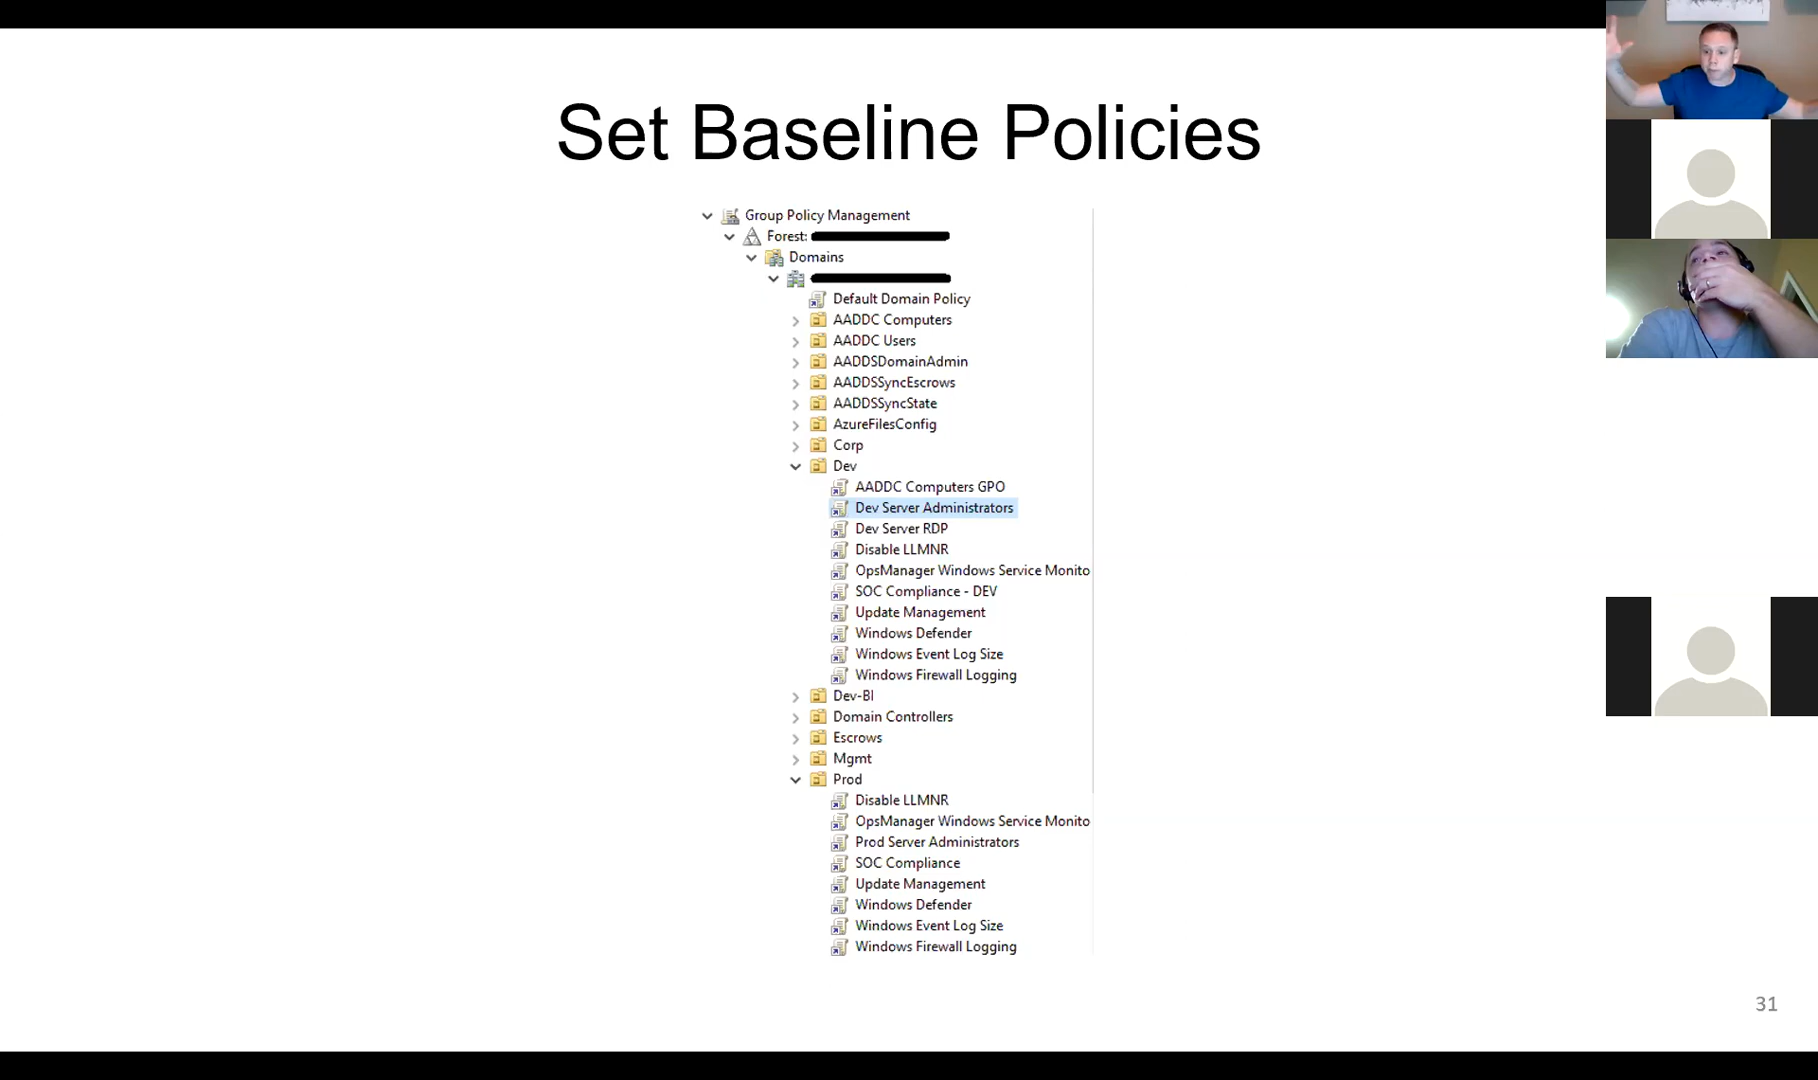 Set Baseline Policies
Group Policy Management
Forest:
Domains
Default Domain Policy
AADDC Computers
AADDC Users
AADDSDomainAdmin
AADDSSyncEscrows
AADDSSyncState
AzureFilesConfig
Corp
Dev
AADDC Computers GPO
Dev Server Administrators
Dev Server RDP
Disable LLMNR
OpsManager Windows Service Monito
SOC Compliance - DEV
Update Management
Windows Defender
Windows Event Log Size
Windows Firewall Logging
Dev-BI
Domain Controllers
Escrows
Mgmt
Prod
Disable LLMNR
OpsManager Windows Service Monito
Prod Server Administrators
SOC Compliance
Update Management
Windows Defender
Windows Event Log Size
Windows Firewall Logging
31